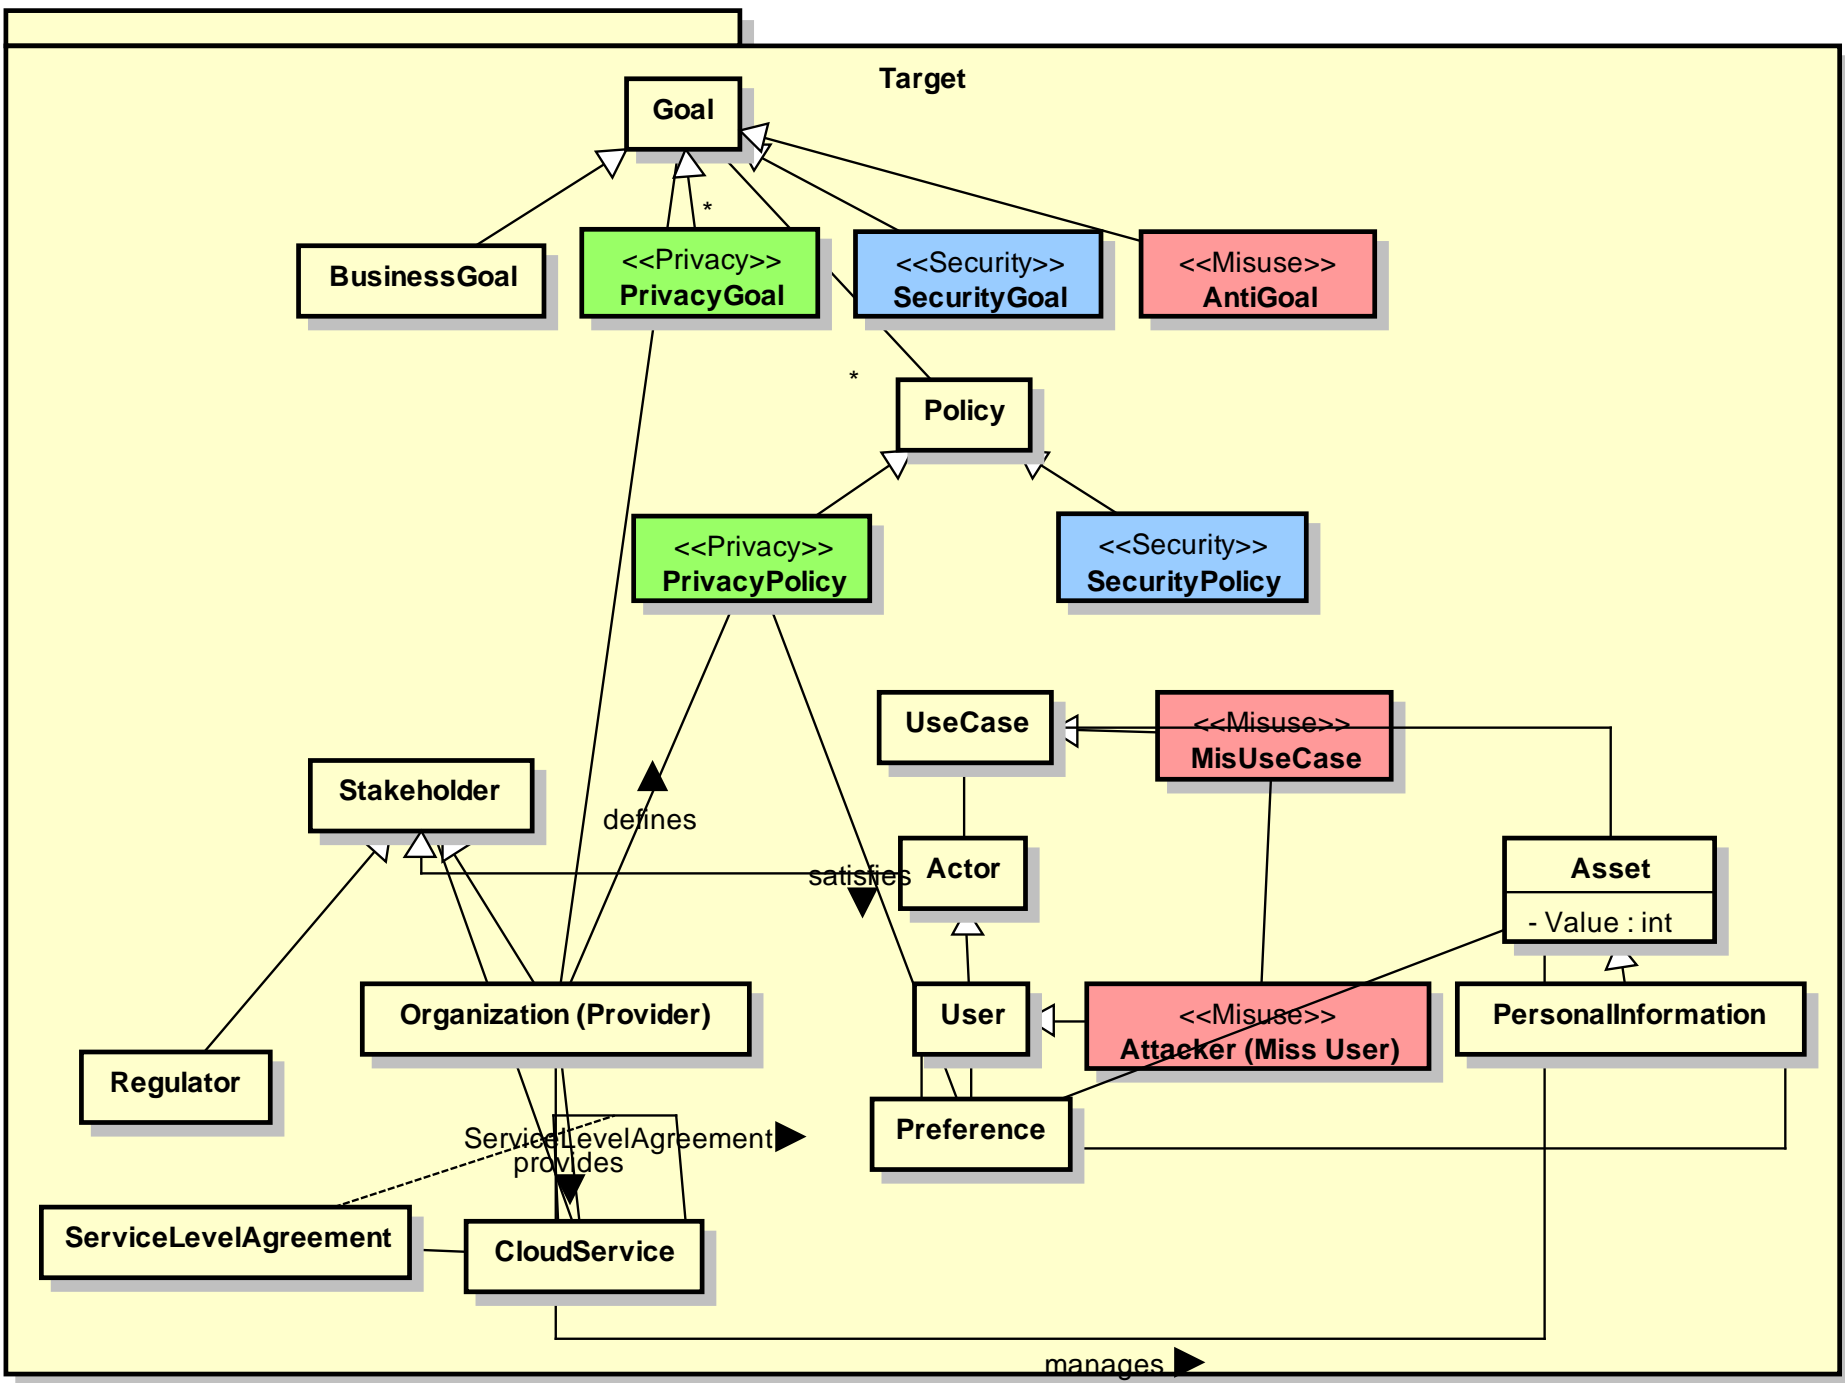 Target
Goal
*
BusinessGoal
<<Privacy>>
PrivacyGoal
<<Security>>
SecurityGoal
<<Misuse>>
AntiGoal
*
Policy
<<Privacy>>
PrivacyPolicy
<<Security>>
SecurityPolicy
UseCase
<<Misuse>>
MisUseCase
Stakeholder
defines
satisfies
Actor
Asset
- Value : int
Organization (Provider)
User
<<Misuse>>
Attacker (Miss User)
PersonalInformation
Regulator
Preference
ServiceLevelAgreement
provides
ServiceLevelAgreement
CloudService
manages